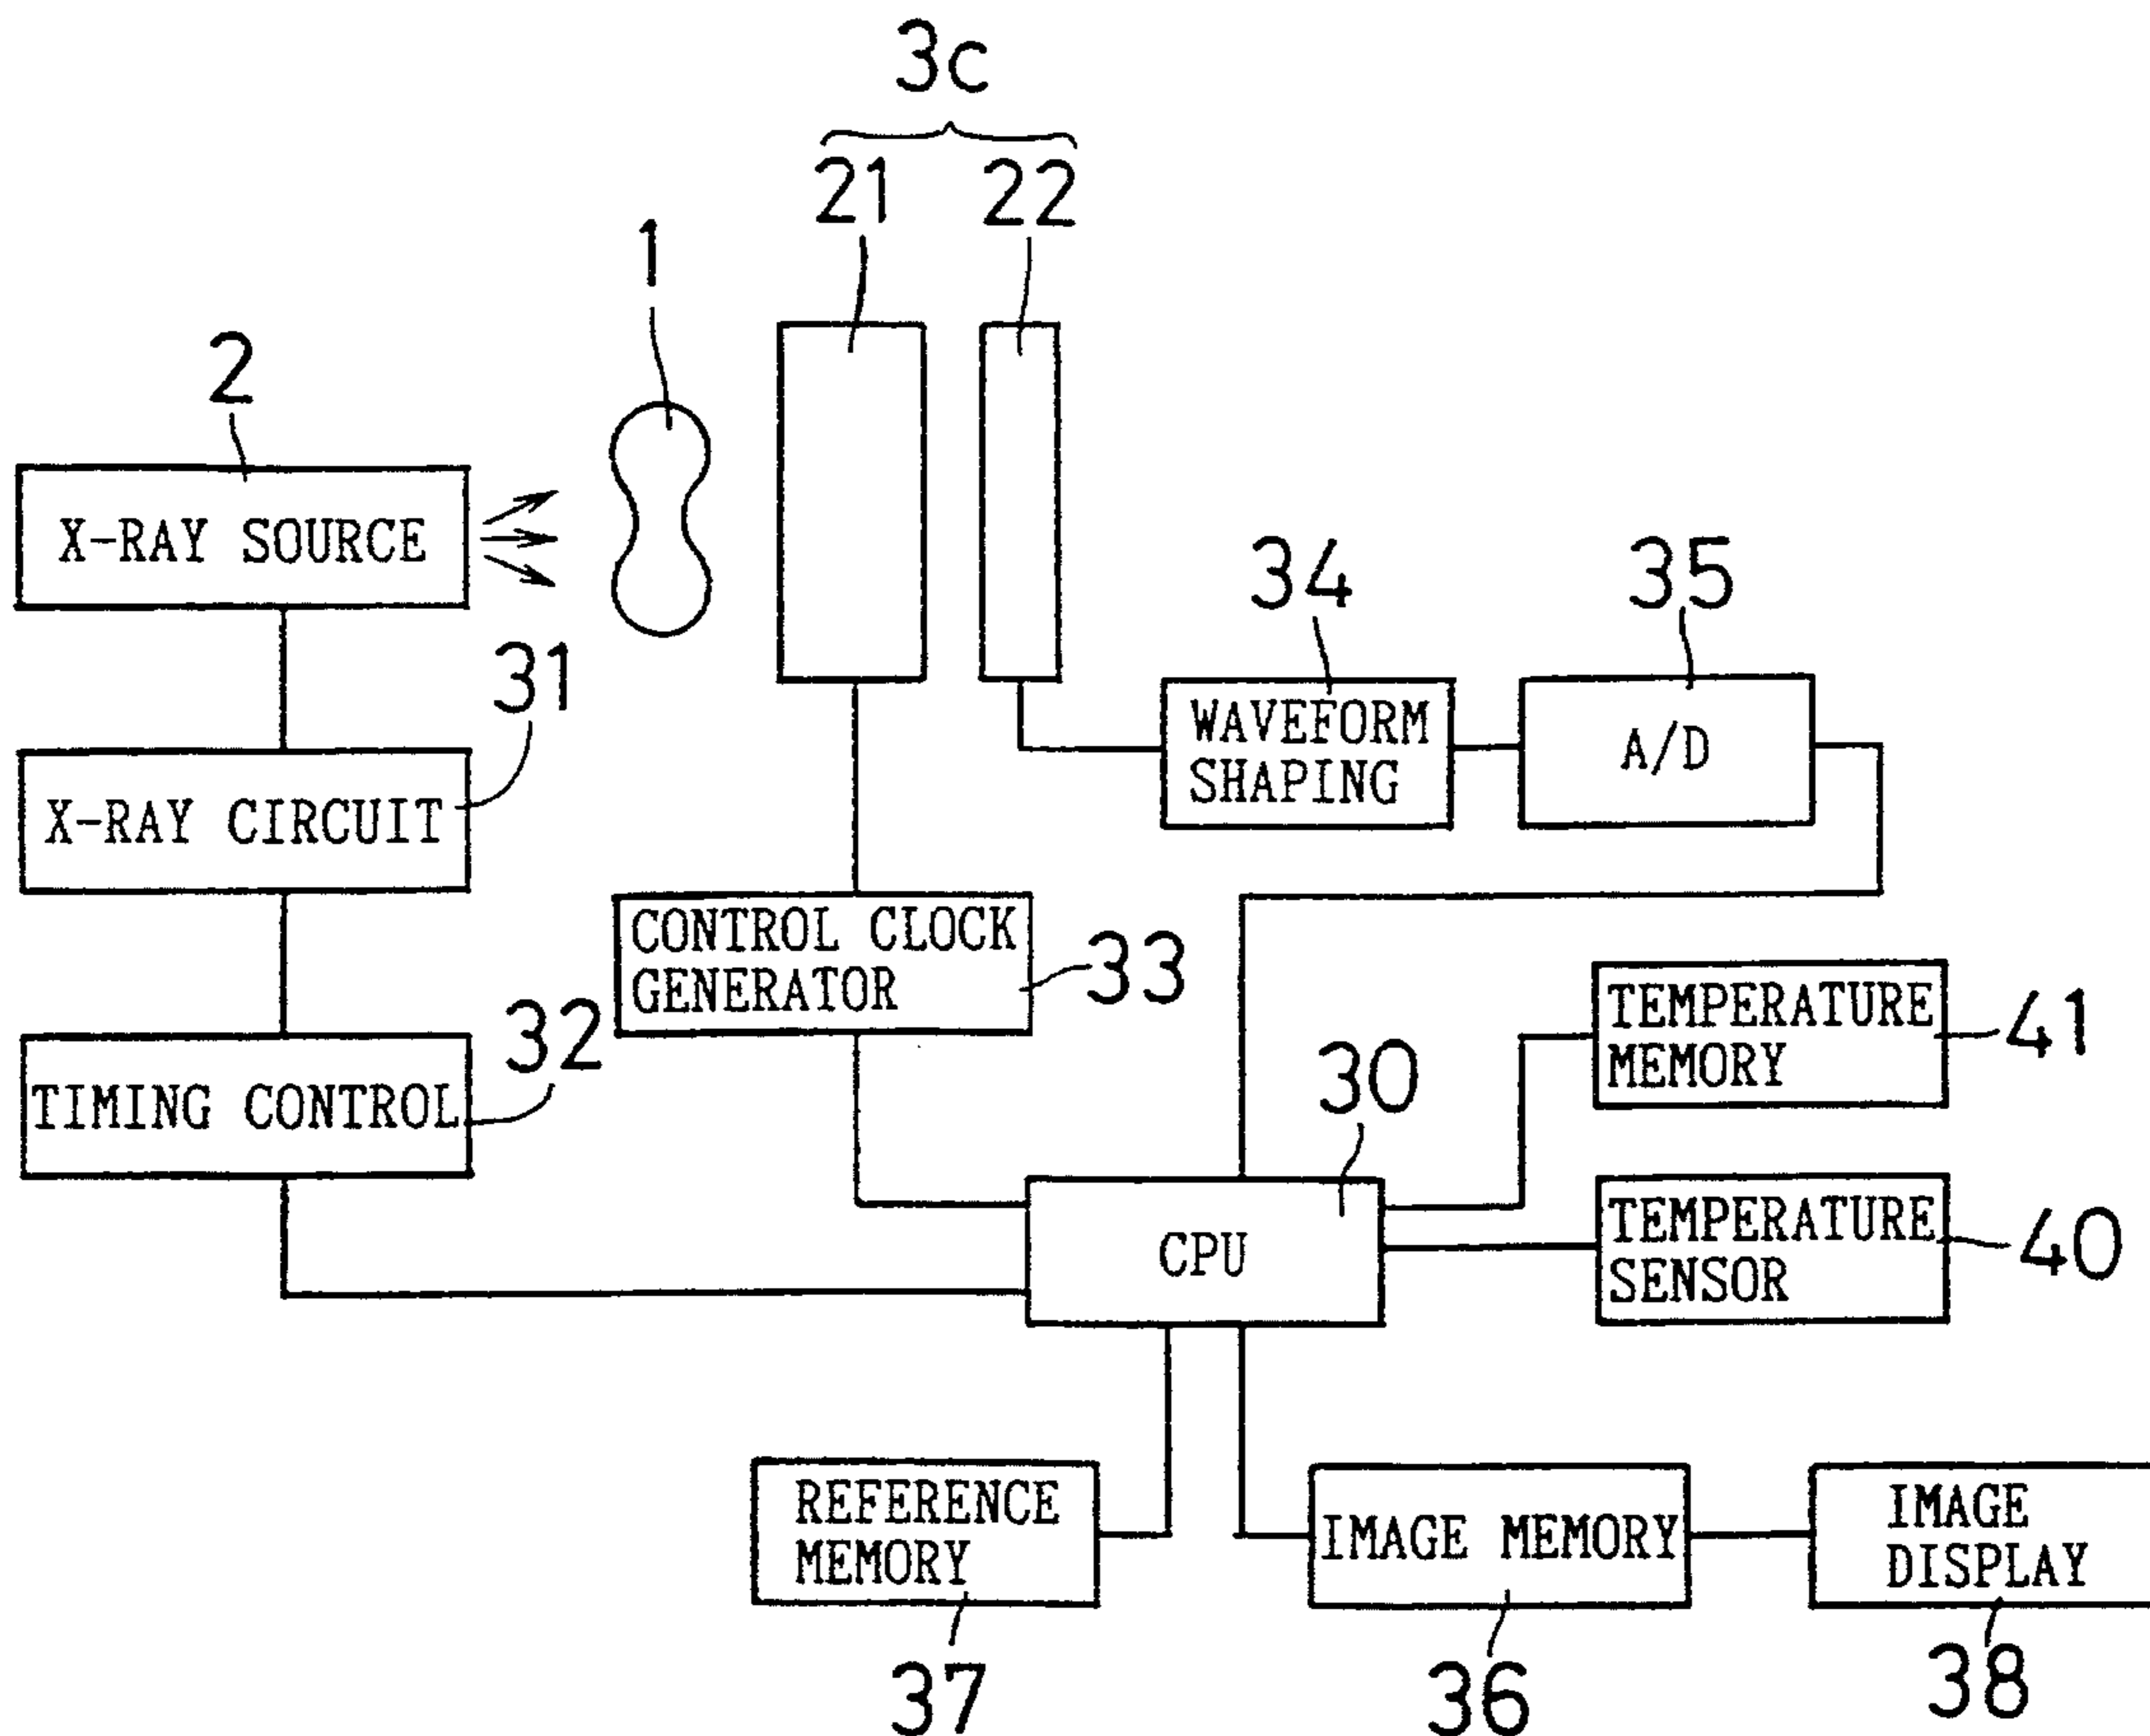 3c
21
22
1
2
X-RAY SOURCE
34
35
31
WAVEFORM
SHAPING
A/D
X-RAY CIRCUIT
CONTROL CLOCK
GENERATOR
33
TEMPERATURE
MEMORY
41
32
30
TIMING CONTROL
CPU
TEMPERATURE
SENSOR
40
REFERENCE
MEMORY
IMAGE MEMORY
IMAGE
DISPLAY
37
36
38